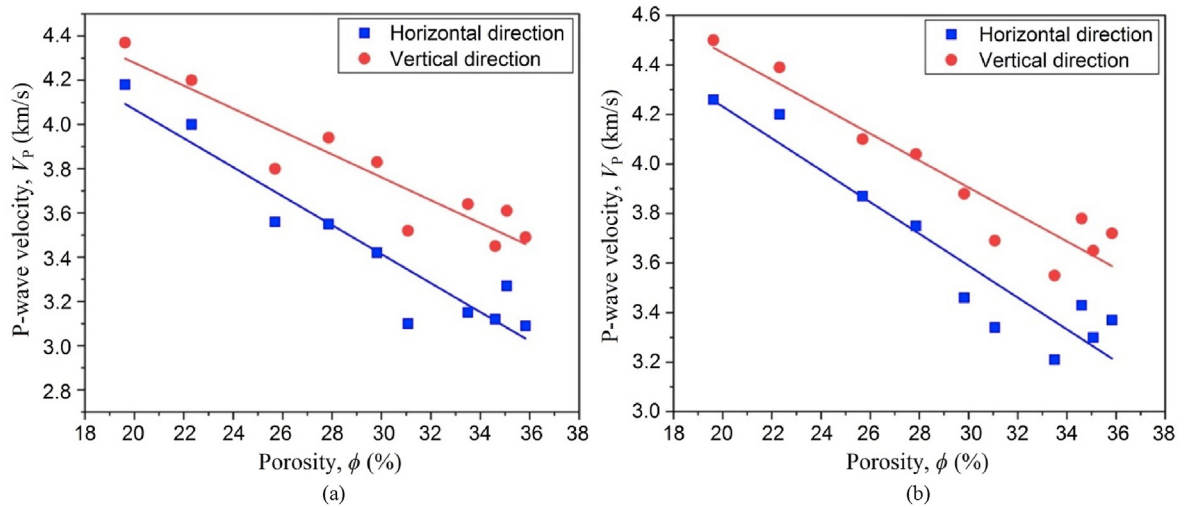 4.4
4.2
4.0
3.8
3.6
3.4
3.2
3.0
2.8
P-wave velocity, VP (km/s)
Horizontal direction
Vertical direction
18 20 22 24 26 28 30 32 34 36 38
Porosity, ϕ (%)
(a)
4.6
4.4
4.2
4.0
3.8
3.6
3.4
3.2
3.0
P-wave velocity, VP (km/s)
Horizontal direction
Vertical direction
18 20 22 24 26 28 30 32 34 36 38
Porosity, ϕ (%)
(b)